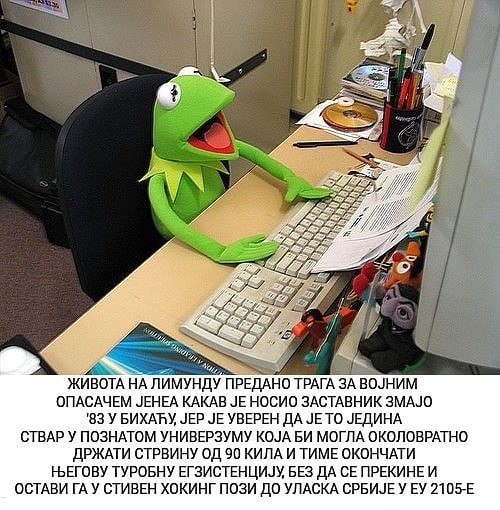 ЖИВОТА НА ЛИМУНДУ ПРЕДАНО ТРАГА ЗА ВОЈНИМ
ОПАСАЧЕМ ЈЕНЕА КАКАВ ЈЕ НОСИО ЗАСТАВНИК ЗМАЈО
'83 У БИХАЋУ, ЈЕР ЈЕ УВЕРЕН ДА ЈЕ ТО ЈЕДИНА
СТВАР У ПОЗНАТОМ УНИВЕРЗУМУ КОЈА БИ МОГЛА ОКОЛОВРАТНО
ДРЖАТИ СТРВИНУ ОД 90 КИЛА И ТИМЕ ОКОНЧАТИ
ЊЕГОВУ ТУРОБНУ ЕГЗИСТЕНЦИЈУ, БЕЗ ДА СЕ ПРЕКИНЕ И
ОСТАВИ ГА У СТИВЕН ХОКИНГ ПОЗИ ДО УЛАСКА СРБИЈЕ У ЕУ 2105-Е